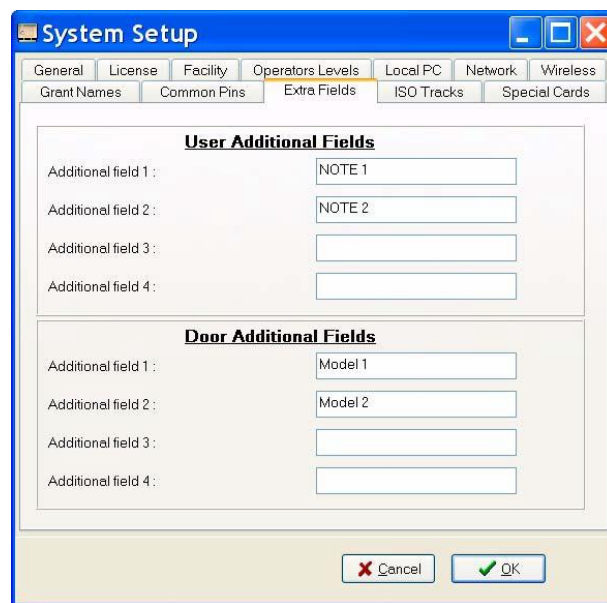 System Setup
General License Facility Operators Levels Local PC Network Wireless
Grant Names Common Pins Extra Fields ISO Tracks Special Cards
User Additional Fields
Additional field 1 : NOTE 1
Additional field 2 : NOTE 2
Additional field 3 :
Additional field 4 :
Door Additional Fields
Additional field 1 : Model 1
Additional field 2 : Model 2
Additional field 3 :
Additional field 4 :
Cancel OK